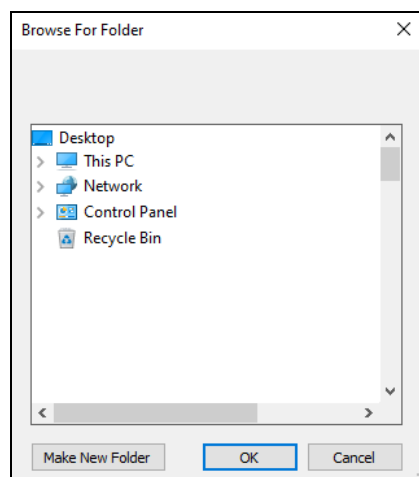 Browse For Folder
Desktop
This PC
Network
Control Panel
Recycle Bin
Make New Folder OK Cancel